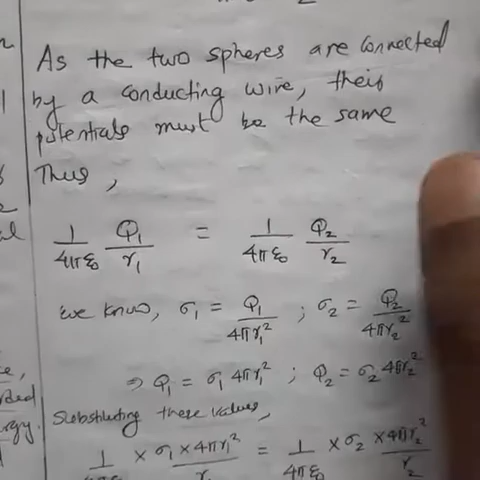 As the two spheres are connected
by a conducting wire, their
potentials must be the same
Thus,
1/4πε₀ Q₁/r₁ = 1/4πε₀ Q₂/r₂
we know, σ₁ = Q₁/4πr₁² ; σ₂ = Q₂/4πr₂²
⇒ Q₁ = σ₁ 4πr₁² ; Q₂ = σ₂ 4πr₂²
Substituting these values,
1/4πε₀ × σ₁ × 4πr₁²/r = 1/4πε₀ × σ₂ × 4πr₂²/r₂